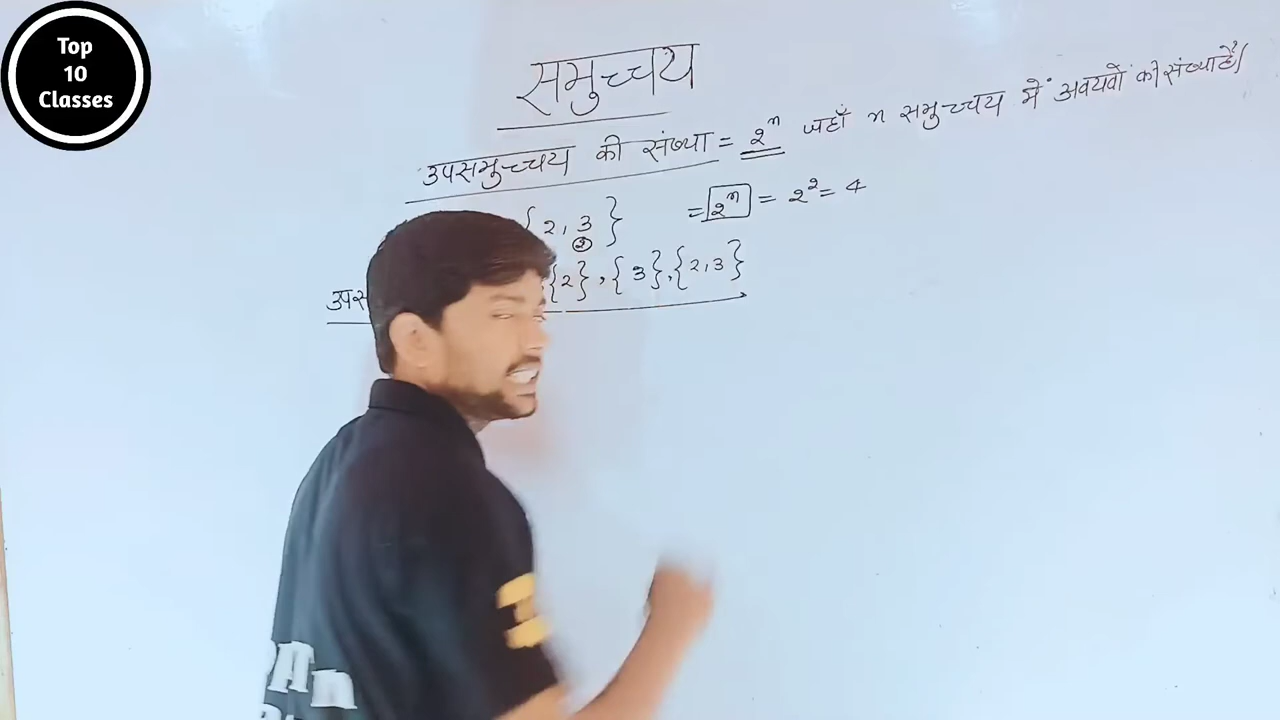 Top
10
Classes
समुच्चय
उपसमुच्चय की संख्या = 2ⁿ जहाँ n समुच्चय में अवयवों की संख्या है।
{2, 3} = 2ⁿ = 2² = 4
2
{2}, {3}, {2,3}